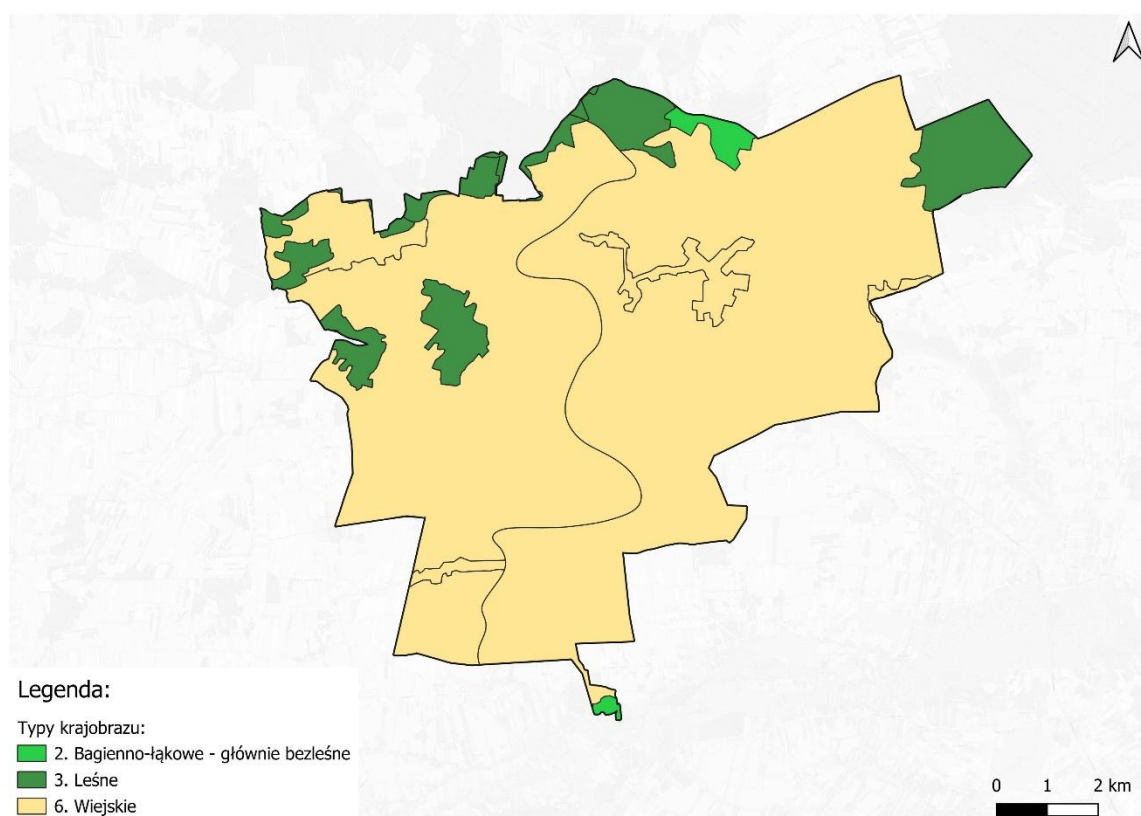 Legenda:
Typy krajobrazu:
2. Bagienno-łąkowe - głównie bezleśne
3. Leśne
6. Wiejskie
0 1 2 km